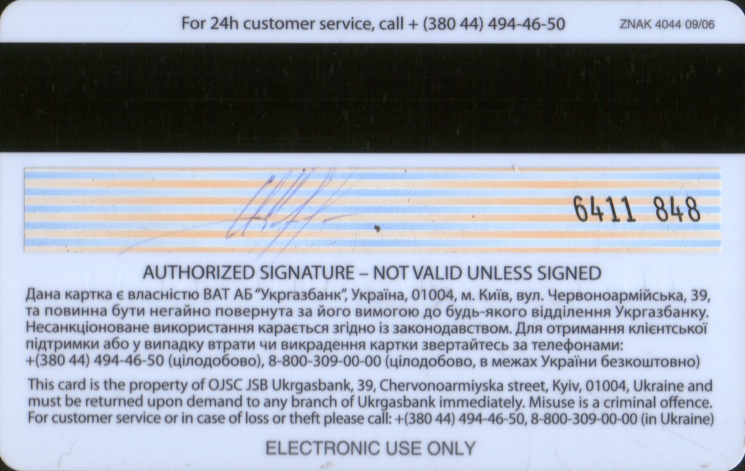 For 24h customer service, call + (380 44) 494-46-50
ZNAK 4044 09/06
6411 848
AUTHORIZED SIGNATURE – NOT VALID UNLESS SIGNED
Дана картка є власністю ВАТ АБ "Укргазбанк", Україна, 01004, м. Київ, вул. Червоноармійська, 39,
та повинна бути негайно повернута за його вимогою до будь-якого відділення Укргазбанку.
Несанкціоноване використання карається згідно із законодавством. Для отримання клієнтської
підтримки або у випадку втрати чи викрадення картки звертайтесь за телефонами:
+(380 44) 494-46-50 (цілодобово), 8-800-309-00-00 (цілодобово, в межах України безкоштовно)
This card is the property of OJSC JSB Ukrgasbank, 39, Chervonoarmiyska street, Kyiv, 01004, Ukraine and
must be returned upon demand to any branch of Ukrgasbank immediately. Misuse is a criminal offence.
For customer service or in case of loss or theft please call: +(380 44) 494-46-50, 8-800-309-00-00 (in Ukraine)
ELECTRONIC USE ONLY